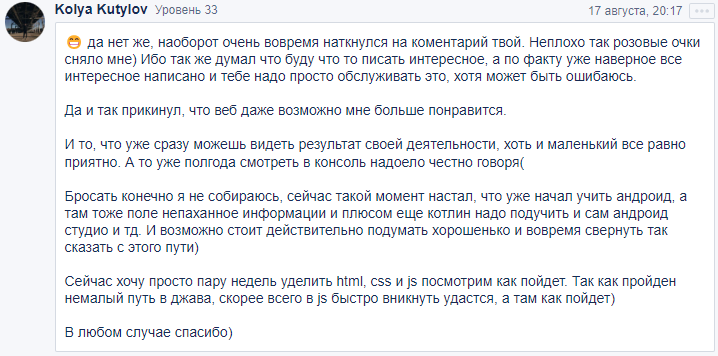 Kolya Kutylov Уровень 33
17 августа, 20:17
😁 да нет же, наоборот очень вовремя наткнулся на коментарий твой. Неплохо так розовые очки
сняло мне) Ибо так же думал что буду что то писать интересное, а по факту уже наверное все
интересное написано и тебе надо просто обслуживать это, хотя может быть ошибаюсь.
Да и так прикинул, что веб даже возможно мне больше понравится.
И то, что уже сразу можешь видеть результат своей деятельности, хоть и маленький все равно
приятно. А то уже полгода смотреть в консоль надоело честно говоря(
Бросать конечно я не собираюсь, сейчас такой момент настал, что уже начал учить андроид, а
там тоже поле непаханное информации и плюсом еще котлин надо подучить и сам андроид
студио и тд. И возможно стоит действительно подумать хорошенько и вовремя свернуть так
сказать с этого пути)
Сейчас хочу просто пару недель уделить html, css и js посмотрим как пойдет. Так как пройден
немалый путь в джава, скорее всего в js быстро вникнуть удастся, а там как пойдет)
В любом случае спасибо)